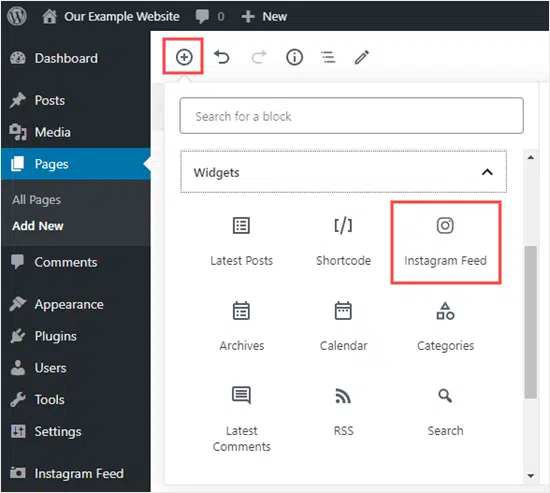 Our Example Website 0 New
Dashboard
Posts
Media
Pages
All Pages
Add New
Comments
Appearance
Plugins
Users
Tools
Settings
Instagram Feed
Search for a block
Widgets
Latest Posts [/] Shortcode Instagram Feed
Archives Calendar Categories
Latest
Comments
RSS Search